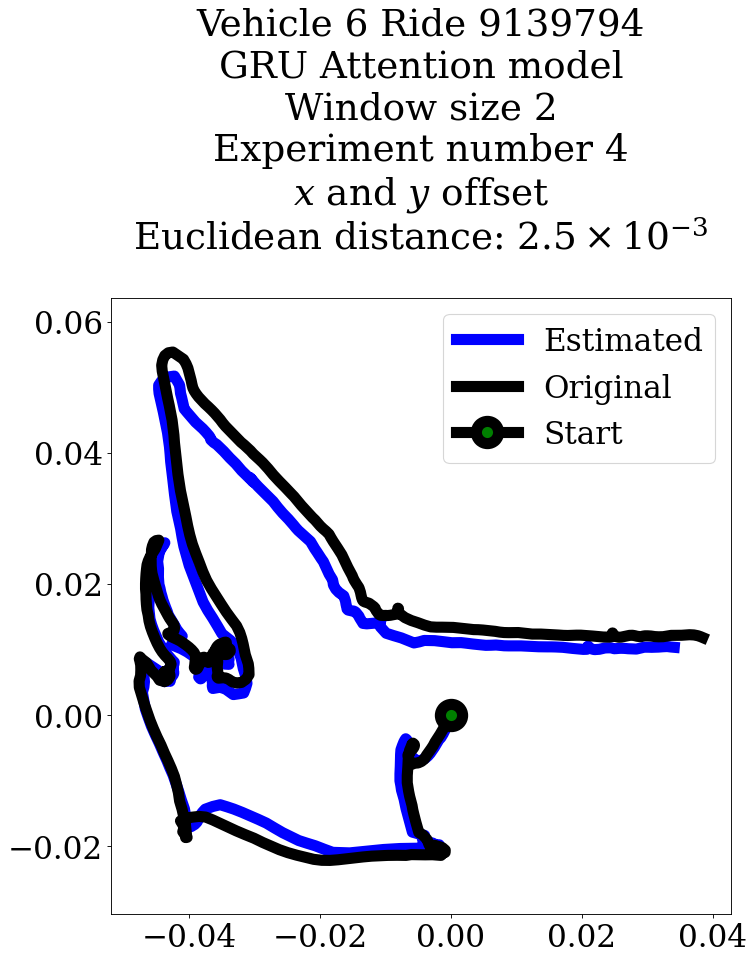 Vehicle 6 Ride 9139794
GRU Attention model
Window size 2
Experiment number 4
x and y offset
Euclidean distance: 2.5 × 10⁻³
0.06
0.04
0.02
0.00
−0.02
Estimated
Original
Start
−0.04
−0.02
0.00
0.02
0.04